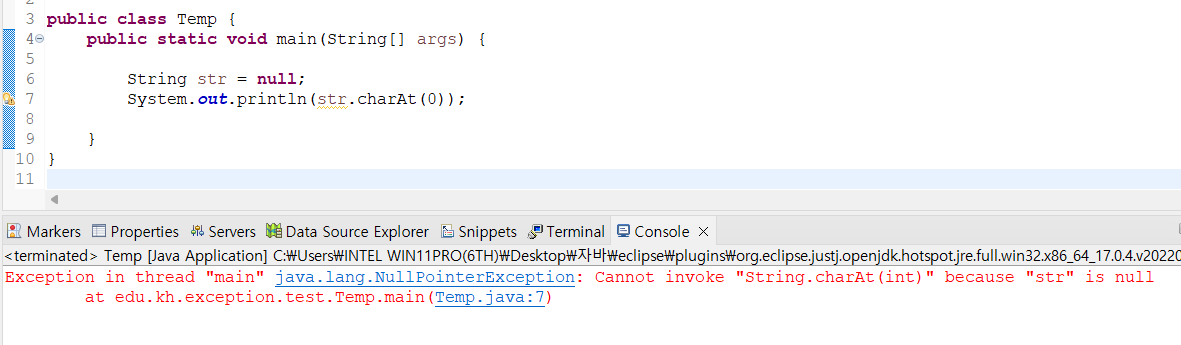 2
3 public class Temp {
4 public static void main(String[] args) {
5
6 String str = null;
7 System.out.println(str.charAt(0));
8
9 }
10 }
11
Markers Properties Servers Data Source Explorer Snippets Terminal Console
<terminated> Temp [Java Application] C:₩Users₩INTEL WIN11PRO(6TH)₩Desktop₩자바₩eclipse₩plugins₩org.eclipse.justj.openjdk.hotspot.jre.full.win32.x86_64_17.0.4.v20220
Exception in thread "main" java.lang.NullPointerException: Cannot invoke "String.charAt(int)" because "str" is null
at edu.kh.exception.test.Temp.main(Temp.java:7)